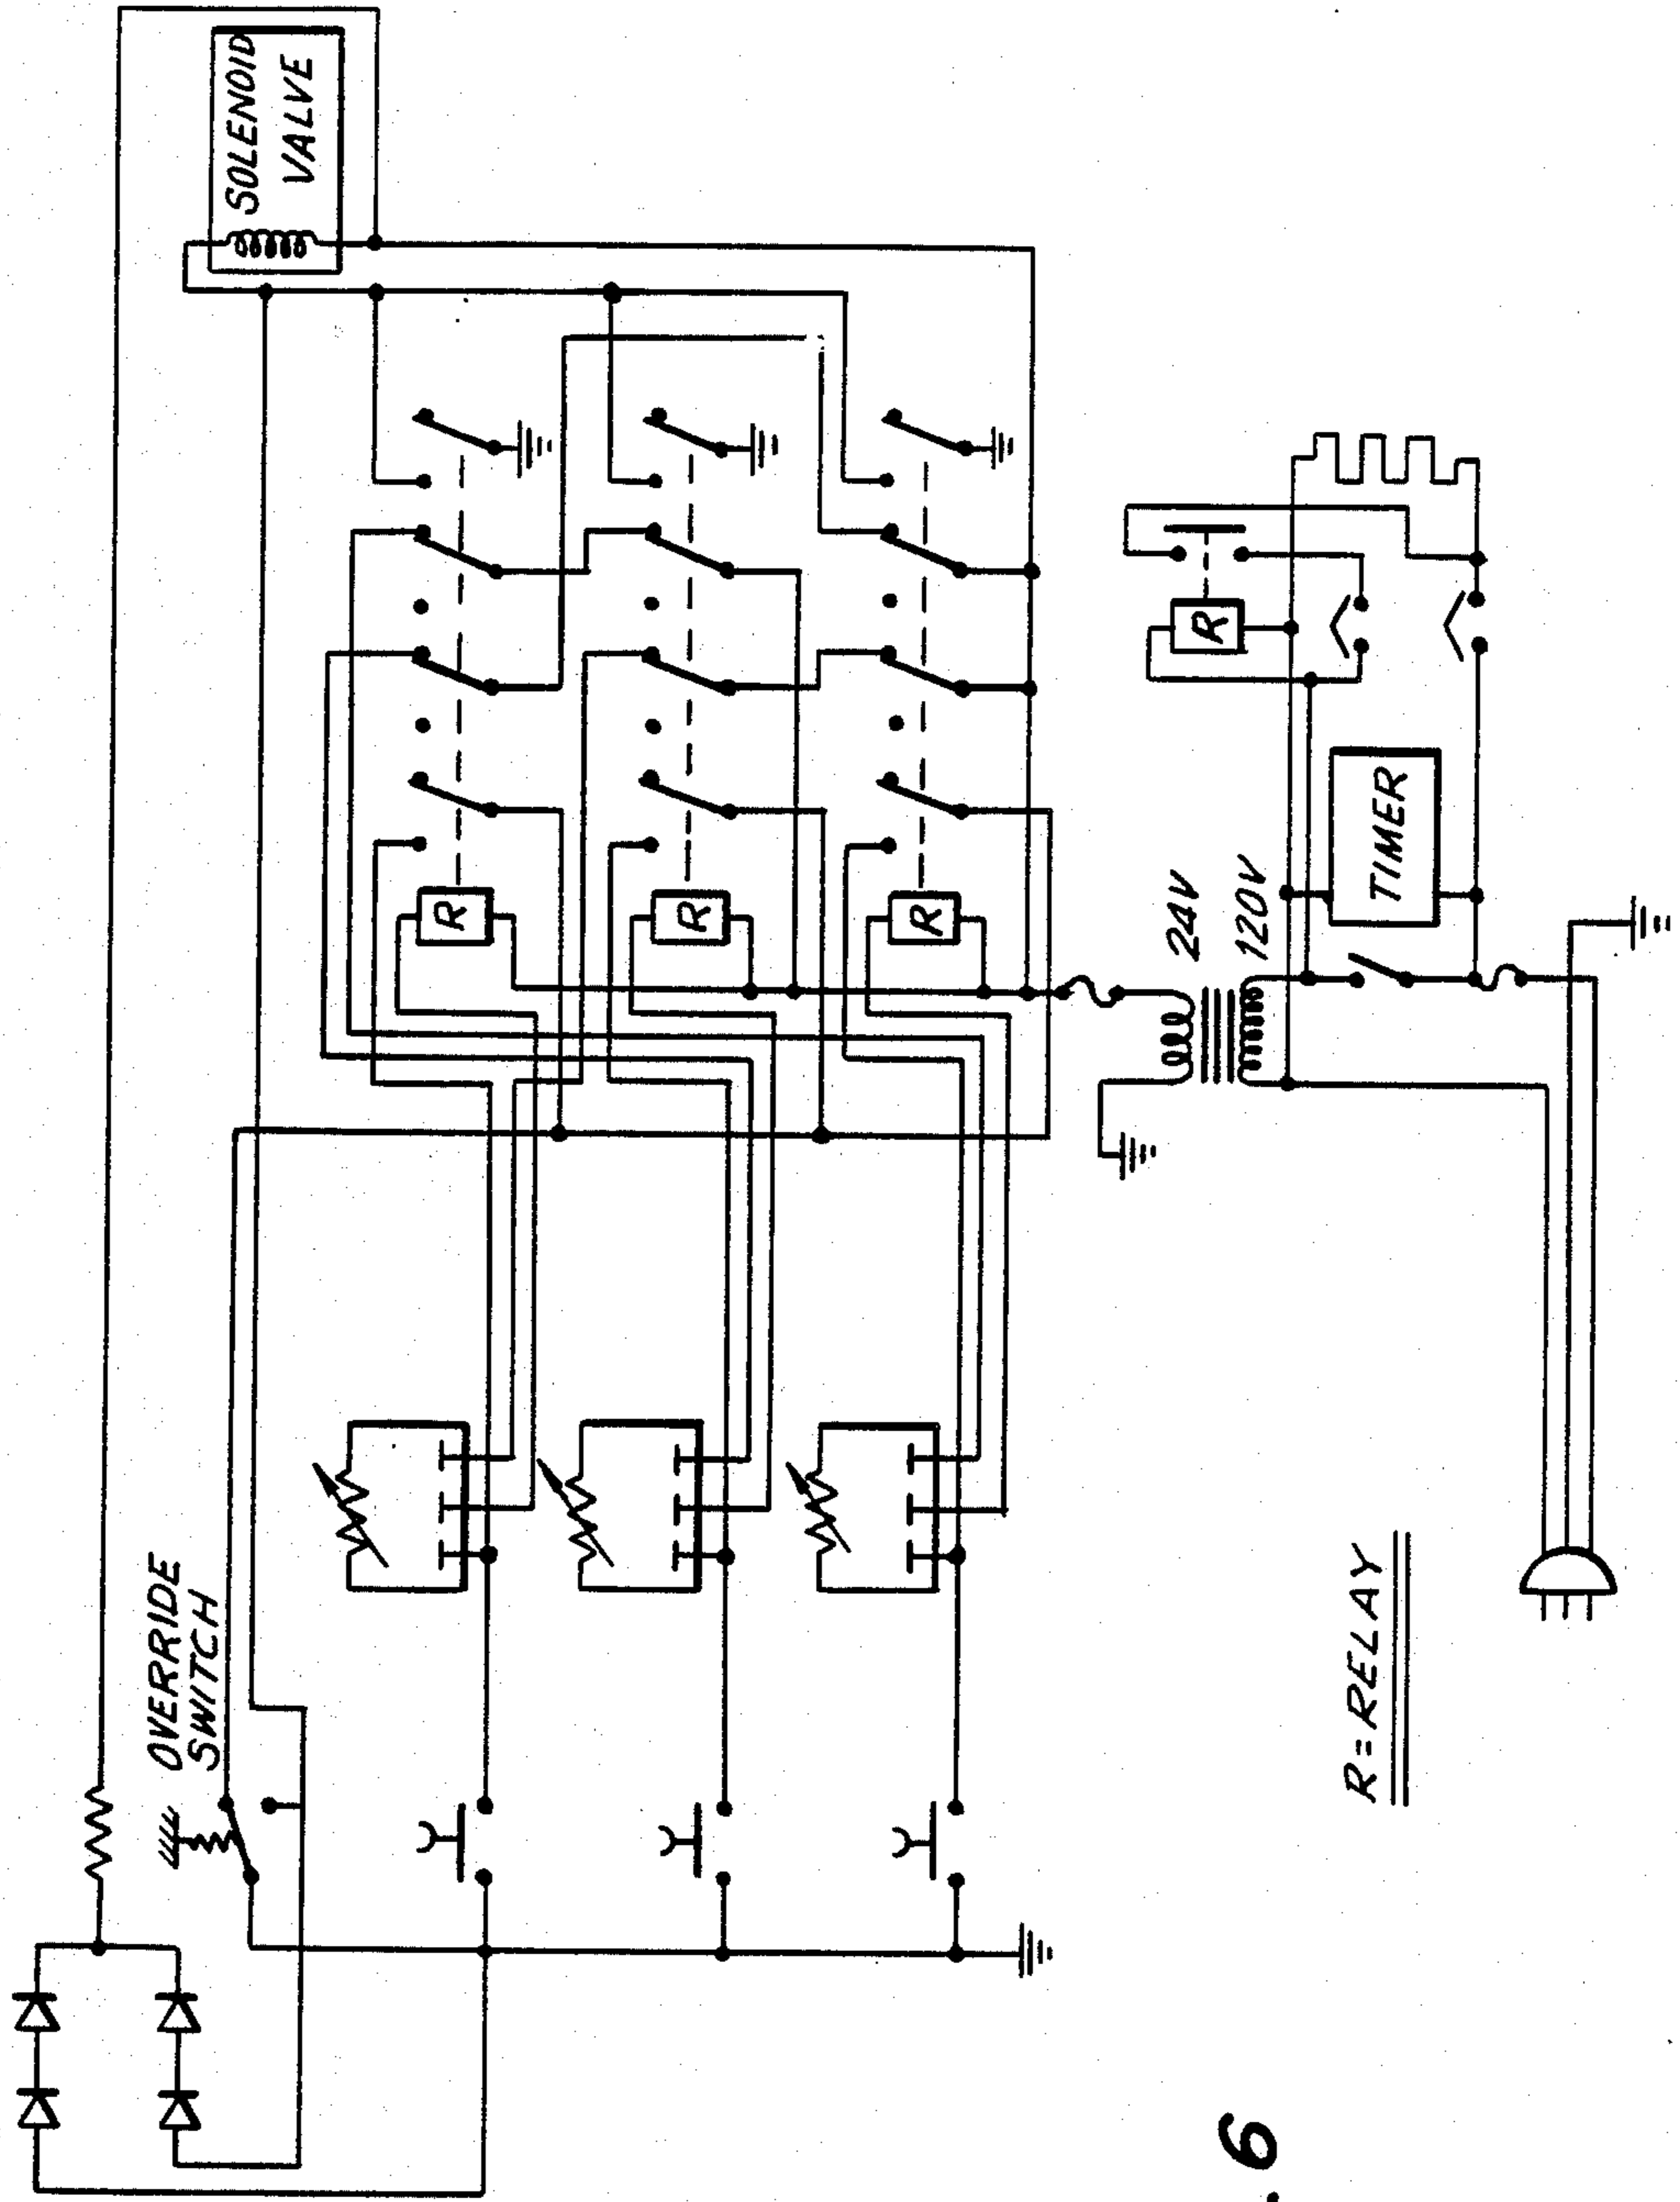 SOLENOID
VALVE
OVERRIDE
SWITCH
R
R
R
R
24V
120V
TIMER
R=RELAY
.6